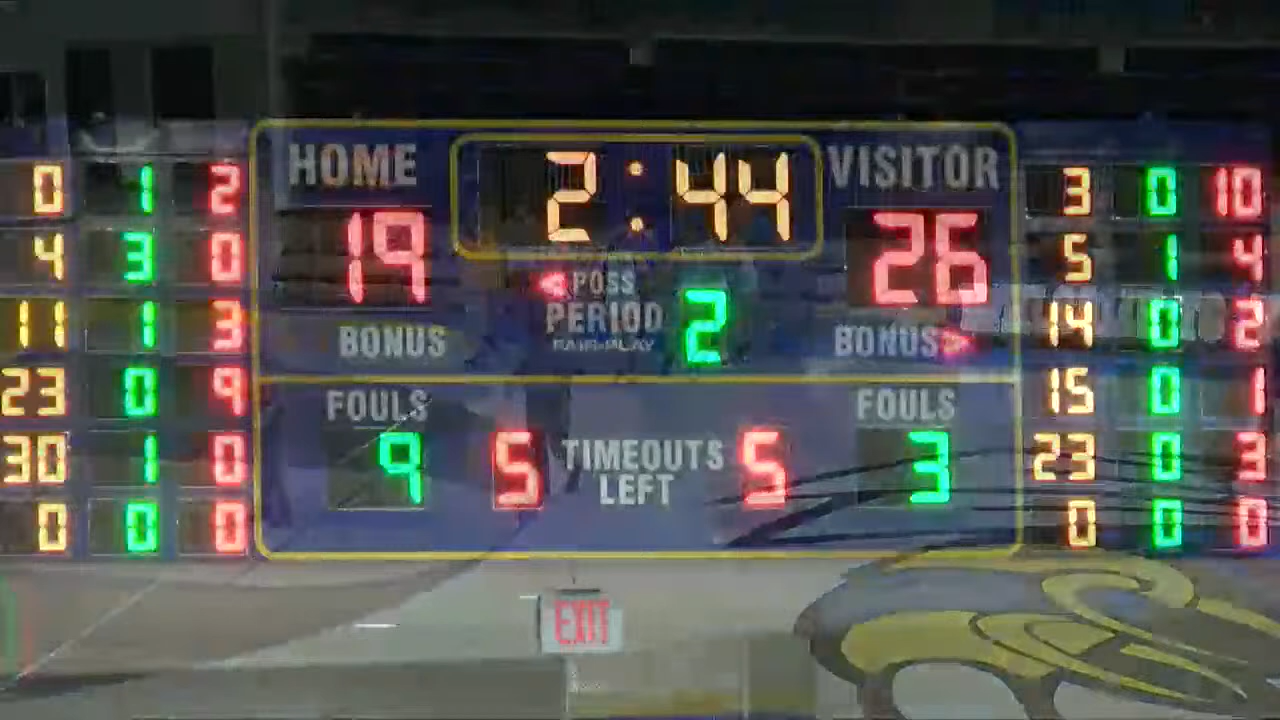 HOME 2:44 VISITOR
0 1 2 19 26 3 0 10
4 3 0 POSS 5 1 4
11 1 3 PERIOD 2 14 0 2
FAIR-PLAY
BONUS BONUS
23 0 9 FOULS FOULS 15 0 1
30 1 0 9 5 TIMEOUTS LEFT 5 3 23 0 3
0 0 0 0 0 0
EXIT